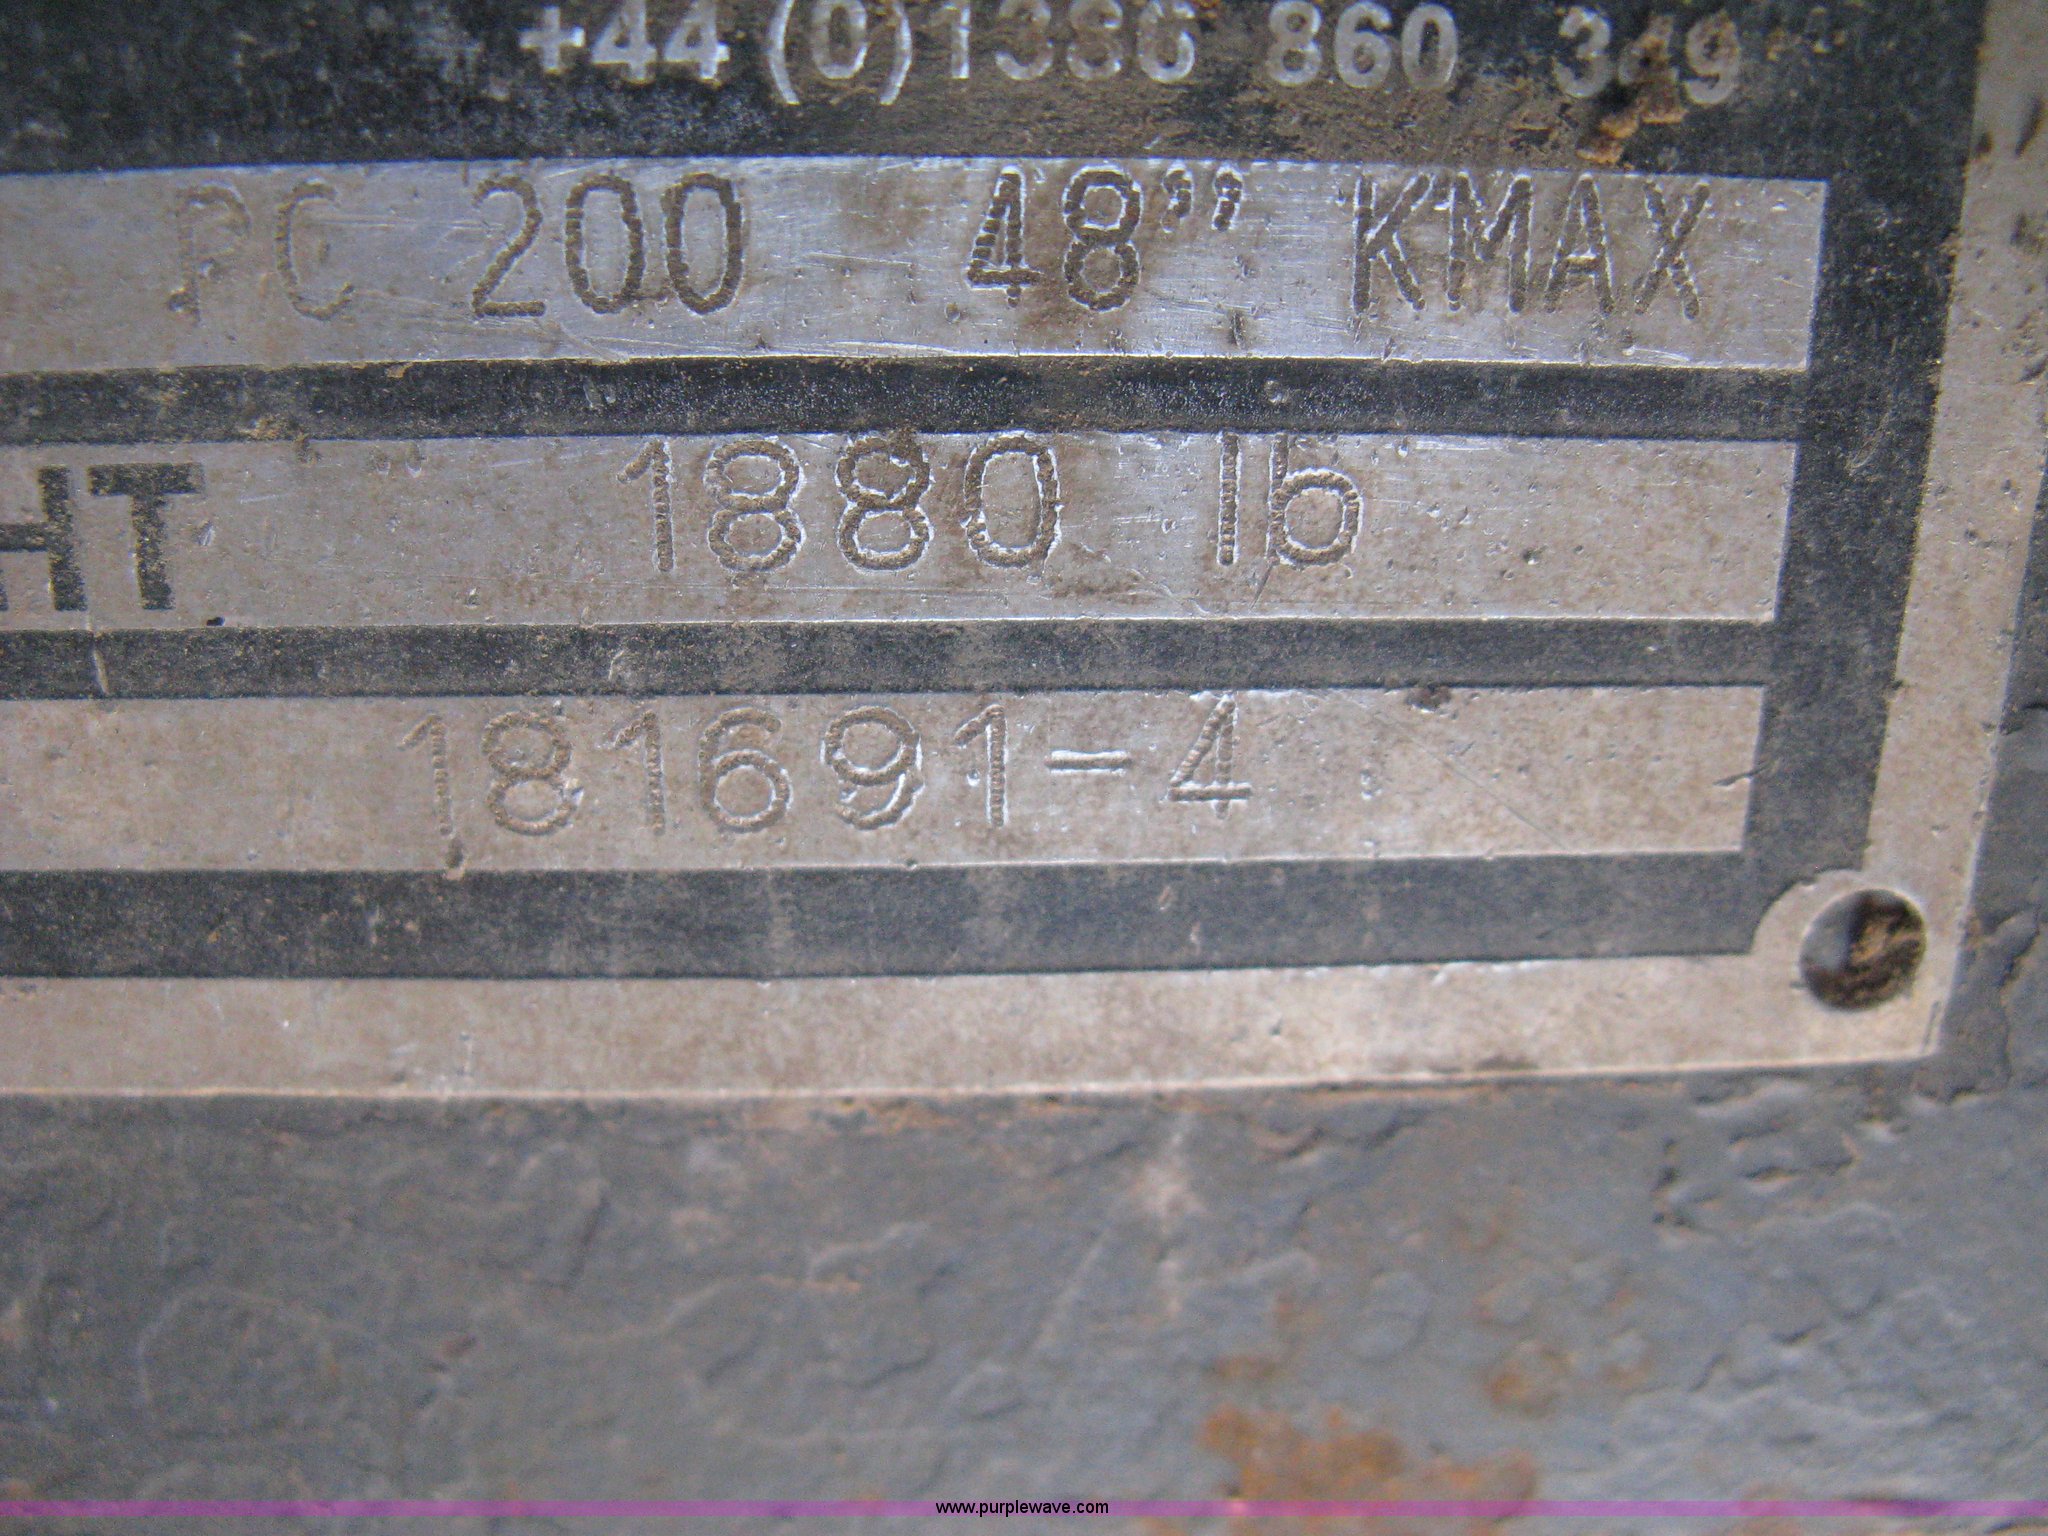 +44 (0)1386 860 349
PC 200 48” KMAX
HT 1880 lb
181691-4
www.purplewave.com